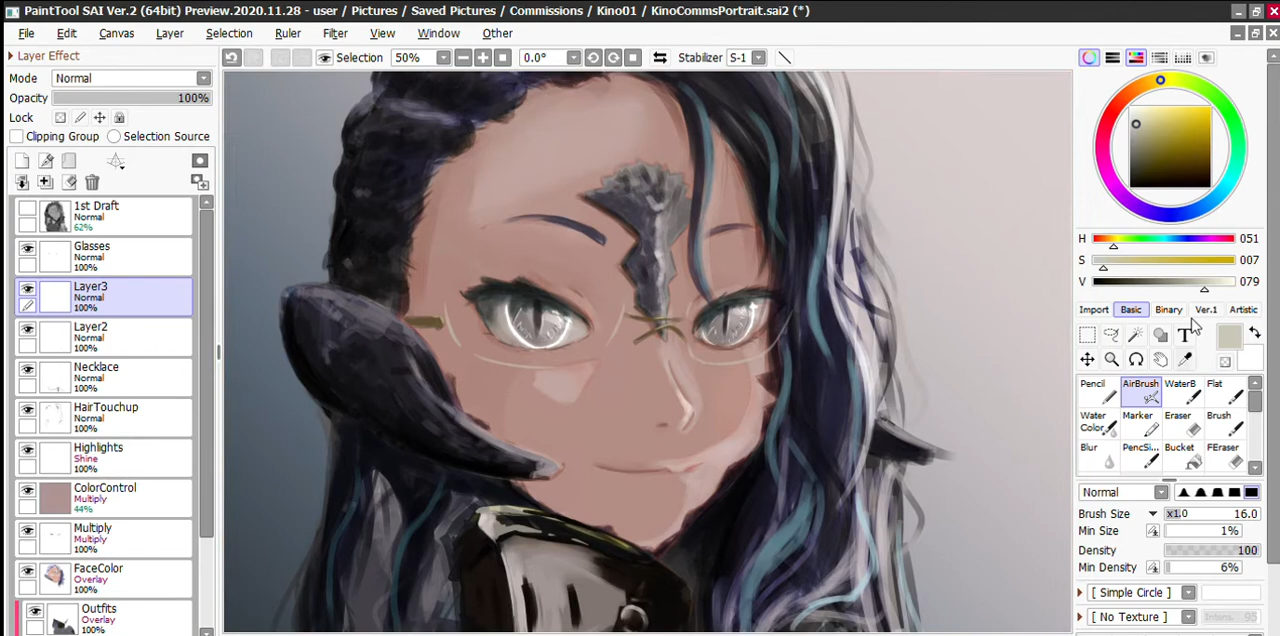 PaintTool SAI Ver.2 (64bit) Preview.2020.11.28 - user / Pictures / Saved Pictures / Commissions / Kino01 / KinoCommsPortrait.sai2 (*)
File Edit Canvas Layer Selection Ruler Filter View Window Other
Layer Effect
Selection 50% 0.0° Stabilizer S-1
Mode Normal
Opacity 100%
Lock
Clipping Group Selection Source
1st Draft
Normal
62%
Glasses
Normal
100%
Layer3
Normal
100%
Layer2
Normal
100%
Necklace
Normal
100%
HairTouchup
Normal
100%
Highlights
Shine
100%
ColorControl
Multiply
44%
Multiply
Multiply
100%
FaceColor
Overlay
100%
Outfits
Overlay
100%
H 051
S 007
V 079
Import Basic Binary Ver.1 Artistic
T
Pencil AirBrush WaterB Flat
Water Color Marker Eraser Brush
Blur PencSi... Bucket FEraser
Normal
Brush Size x1.0 16.0
Min Size 1%
Density 100
Min Density 6%
[ Simple Circle ]
[ No Texture ] Intens. 95